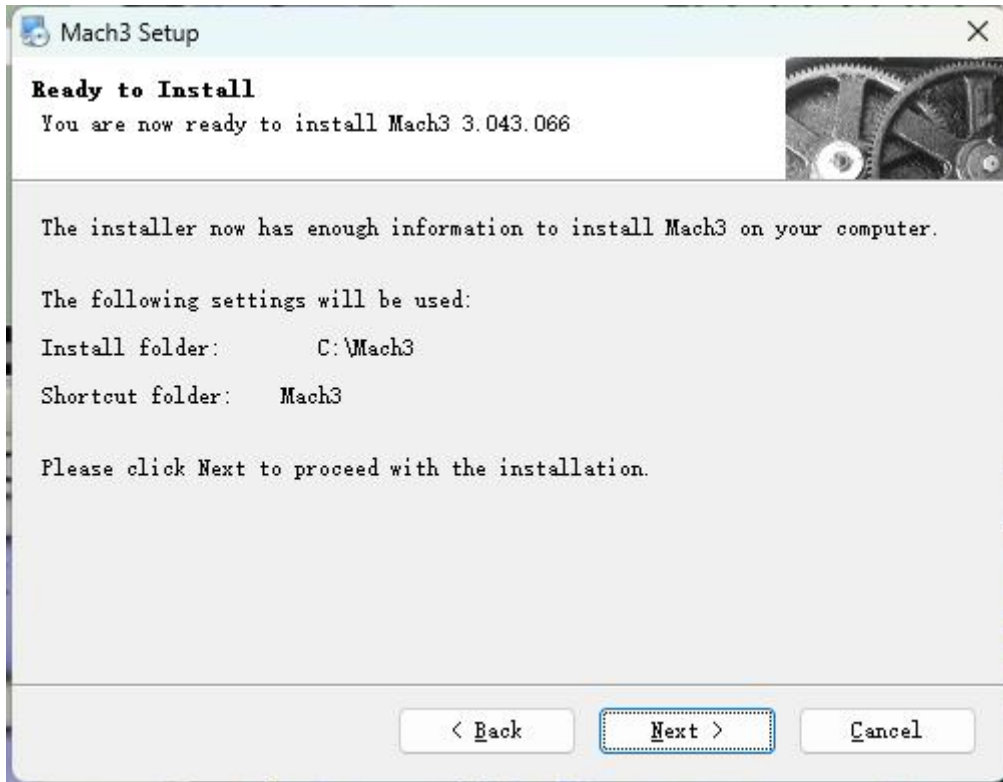 Mach3 Setup
Ready to Install
You are now ready to install Mach3 3.043.066
The installer now has enough information to install Mach3 on your computer.
The following settings will be used:
Install folder: C:\Mach3
Shortcut folder: Mach3
Please click Next to proceed with the installation.
< Back Next > Cancel